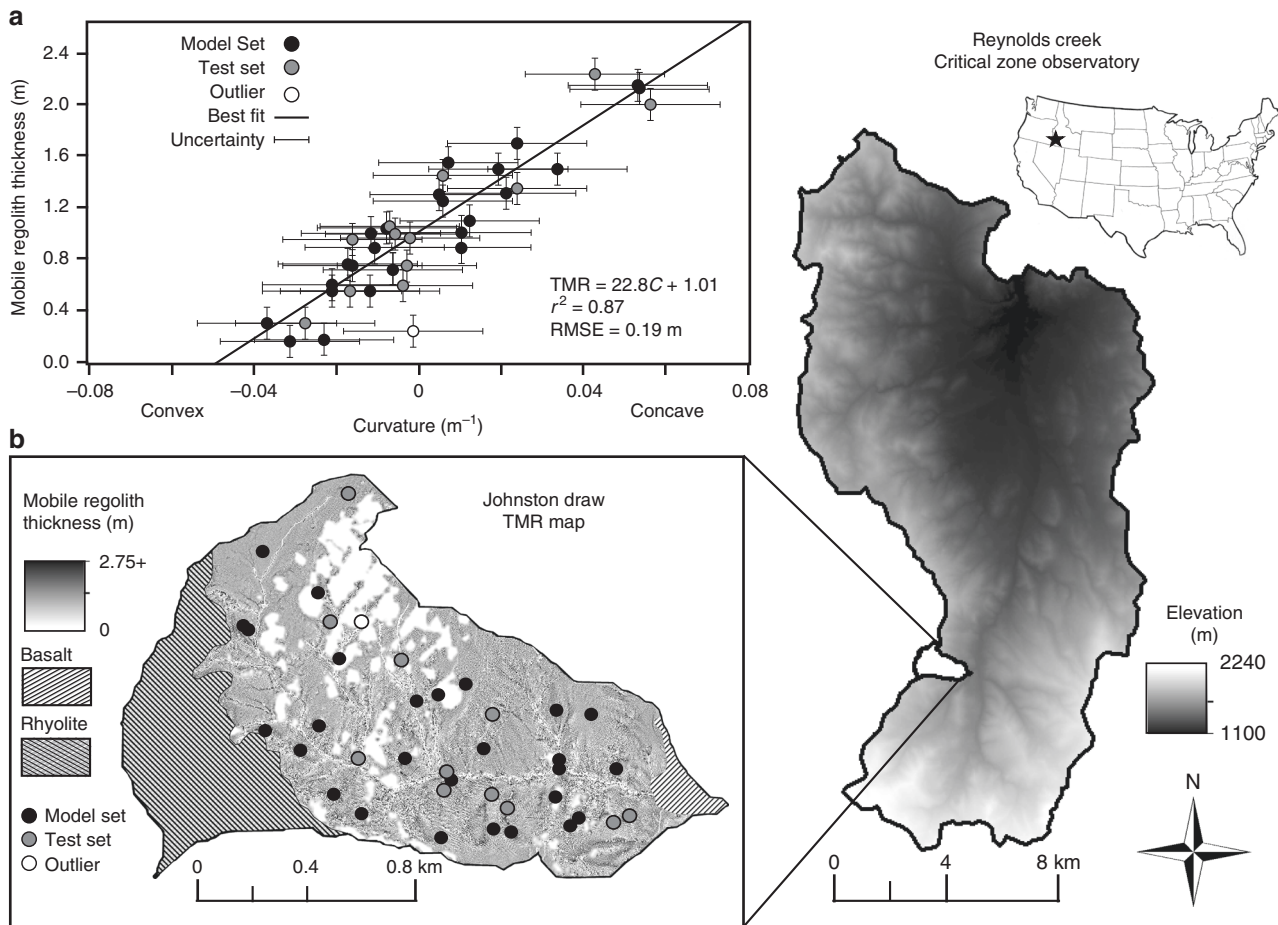 a
Mobile regolith thickness (m)
2.4
2.0
1.6
1.2
0.8
0.4
0.0
Model Set
Test set
Outlier
Best fit
Uncertainty
TMR = 22.8C + 1.01
r² = 0.87
RMSE = 0.19 m
−0.08
−0.04
0
0.04
0.08
Convex
Curvature (m⁻¹)
Concave
Reynolds creek
Critical zone observatory
b
Mobile regolith
thickness (m)
2.75+
0
Basalt
Rhyolite
Model set
Test set
Outlier
Johnston draw
TMR map
0
0.4
0.8 km
Elevation
(m)
2240
1100
N
0
4
8 km